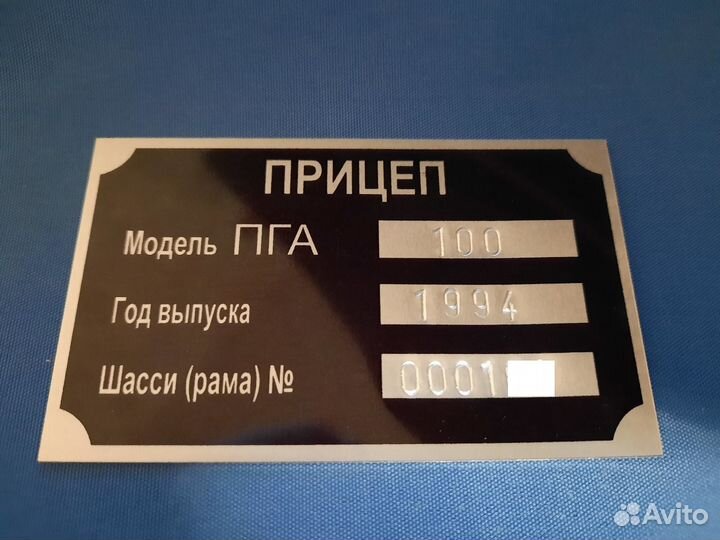 ПРИЦЕП
Модель ПГА 100
Год выпуска 1994
Шасси (рама) № 0001
Avito